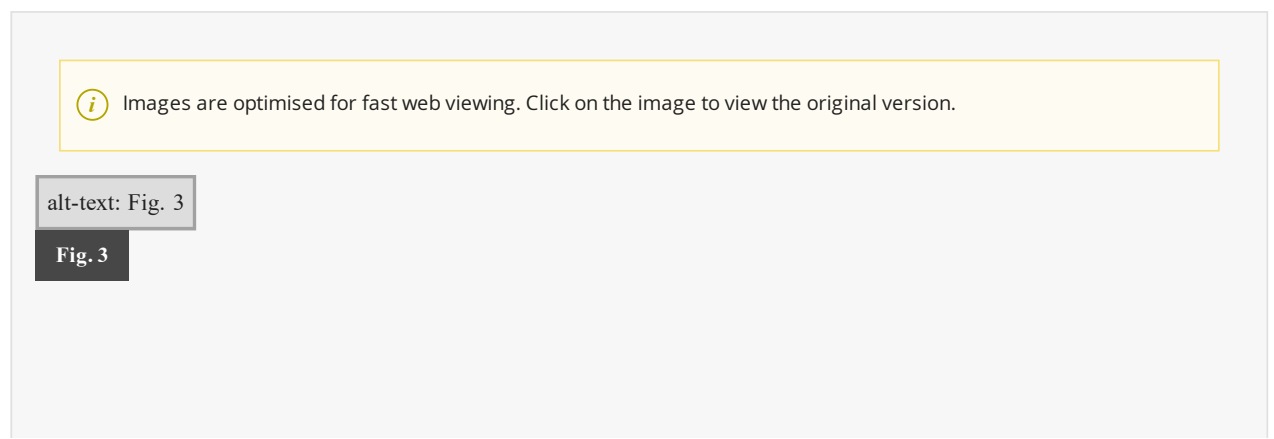 i Images are optimised for fast web viewing. Click on the image to view the original version.
alt-text: Fig. 3
Fig. 3